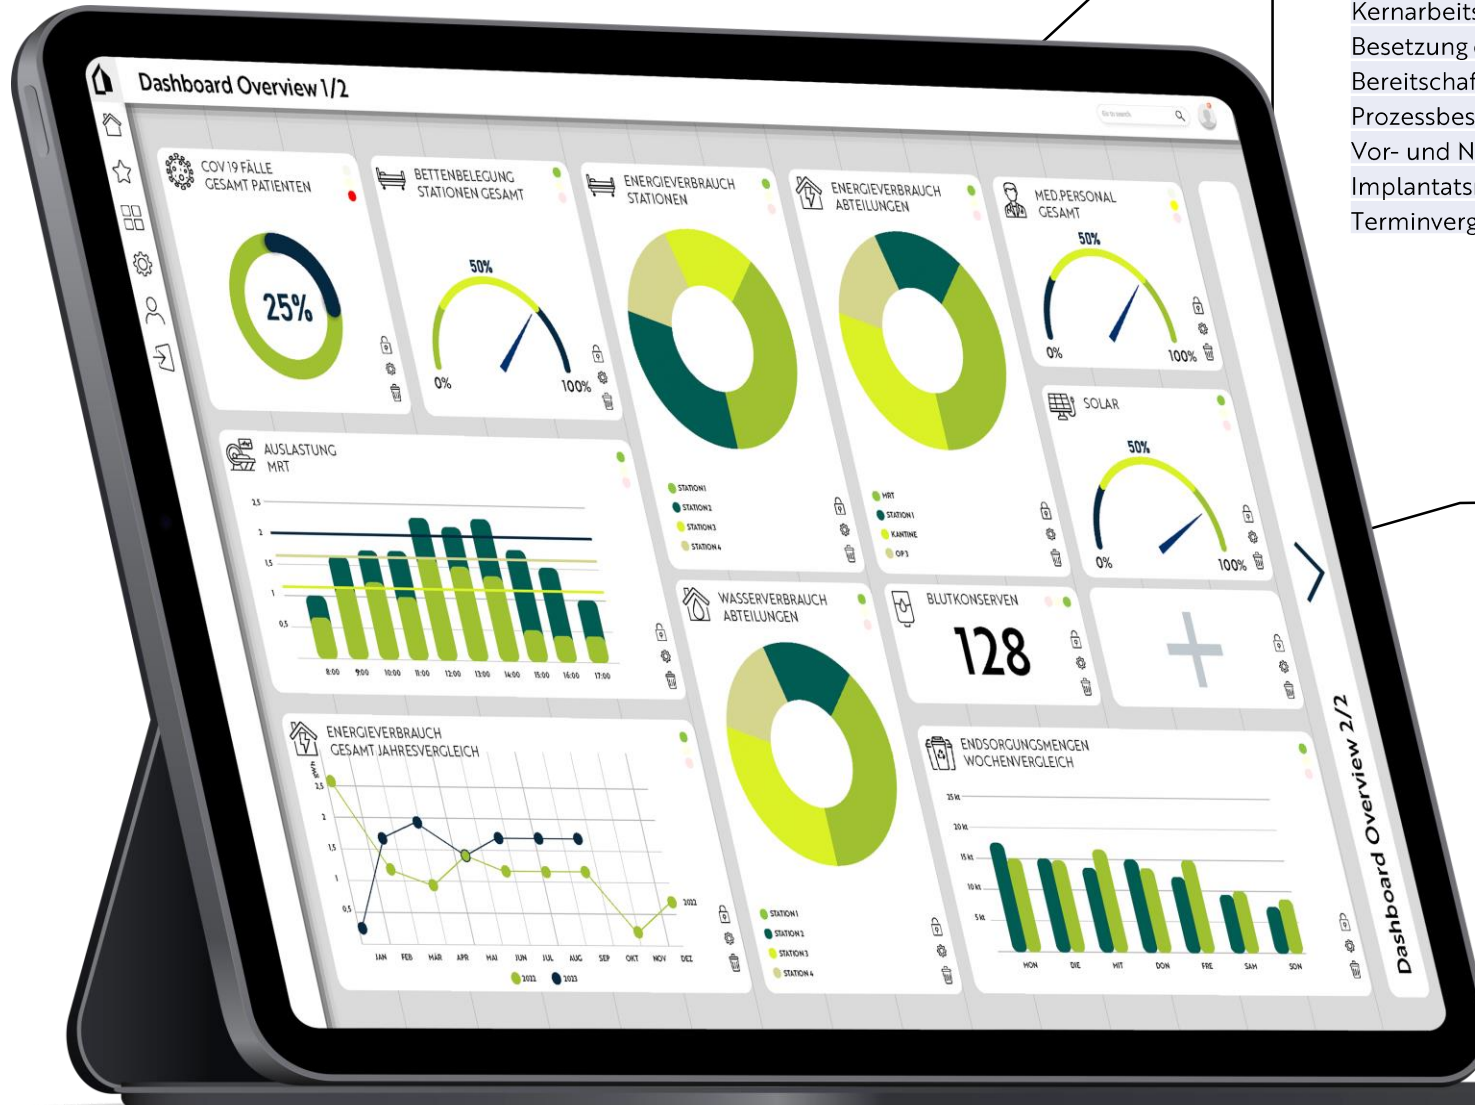 Dashboard Overview 1/2
Go to search
COV 19 FÄLLE
GESAMT PATIENTEN
25%
BETTENBELEGUNG
STATIONEN GESAMT
50%
0%
100%
ENERGIEVERBRAUCH
STATIONEN
STATION 1
STATION 2
STATION 3
STATION 4
ENERGIEVERBRAUCH
ABTEILUNGEN
MRT
STATION 1
KANTINE
OP 3
MED.PERSONAL
GESAMT
50%
0%
100%
SOLAR
50%
0%
100%
AUSLASTUNG
MRT
2,5
2
1,5
1
0,5
8:00 9:00 10:00 11:00 12:00 13:00 14:00 15:00 16:00 17:00
WASSERVERBRAUCH
ABTEILUNGEN
STATION 1
STATION 2
STATION 3
STATION 4
BLUTKONSERVEN
128
ENERGIEVERBRAUCH
GESAMT JAHRESVERGLEICH
2,5
2
1,5
1
0,5
2022
JAN FEB MÄR APR MAI JUN JUL AUG SEP OKT NOV DEZ
2022 2023
ENDSORGUNGSMENGEN
WOCHENVERGLEICH
25 kt
20 kt
15 kt
10 kt
5 kt
MON DIE MIT DON FRE SAM SON
Dashboard Overview 2/2
Kernarbeits
Besetzung
Bereitschaf
Prozessbes
Vor- und N
Implantats
Terminverg